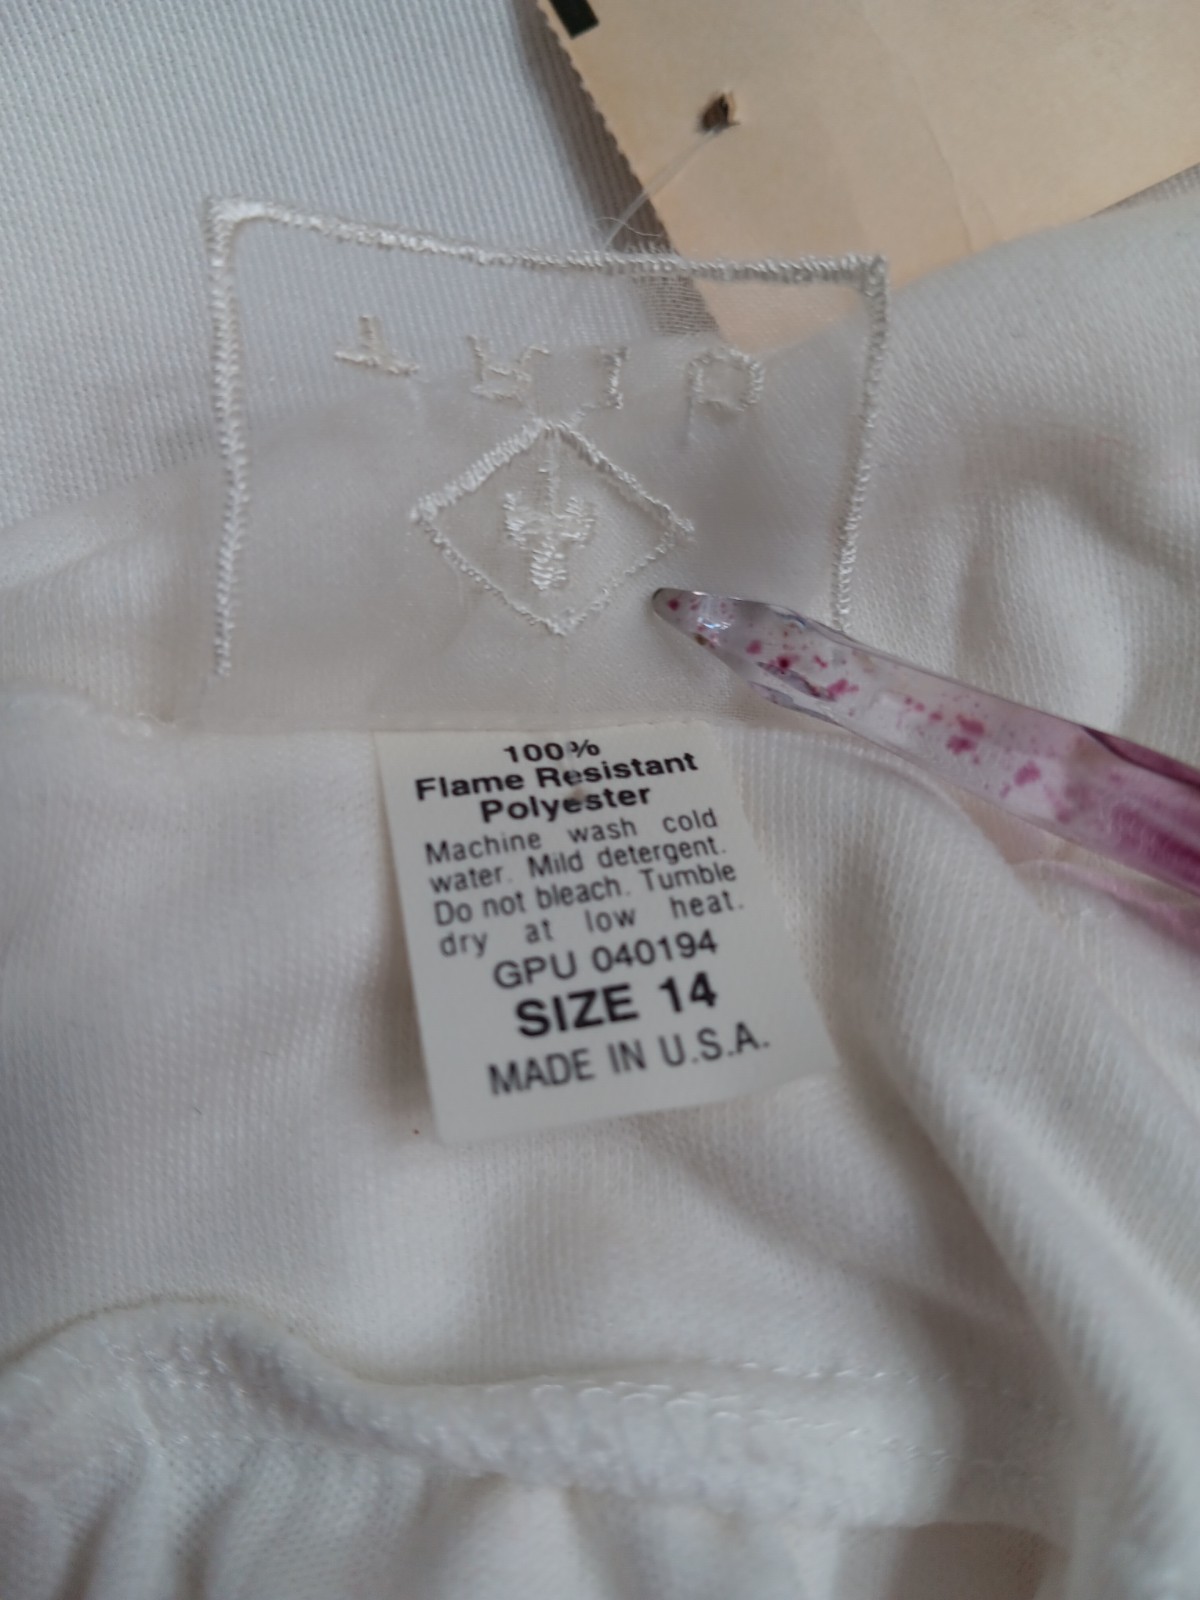 100%
Flame Resistant
Polyester
Machine wash cold
water. Mild detergent.
Do not bleach. Tumble
dry at low heat.
GPU 040194
SIZE 14
MADE IN U.S.A.